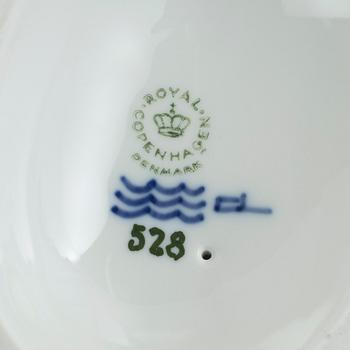 ROYAL
COPENHAGEN
DENMARK
528